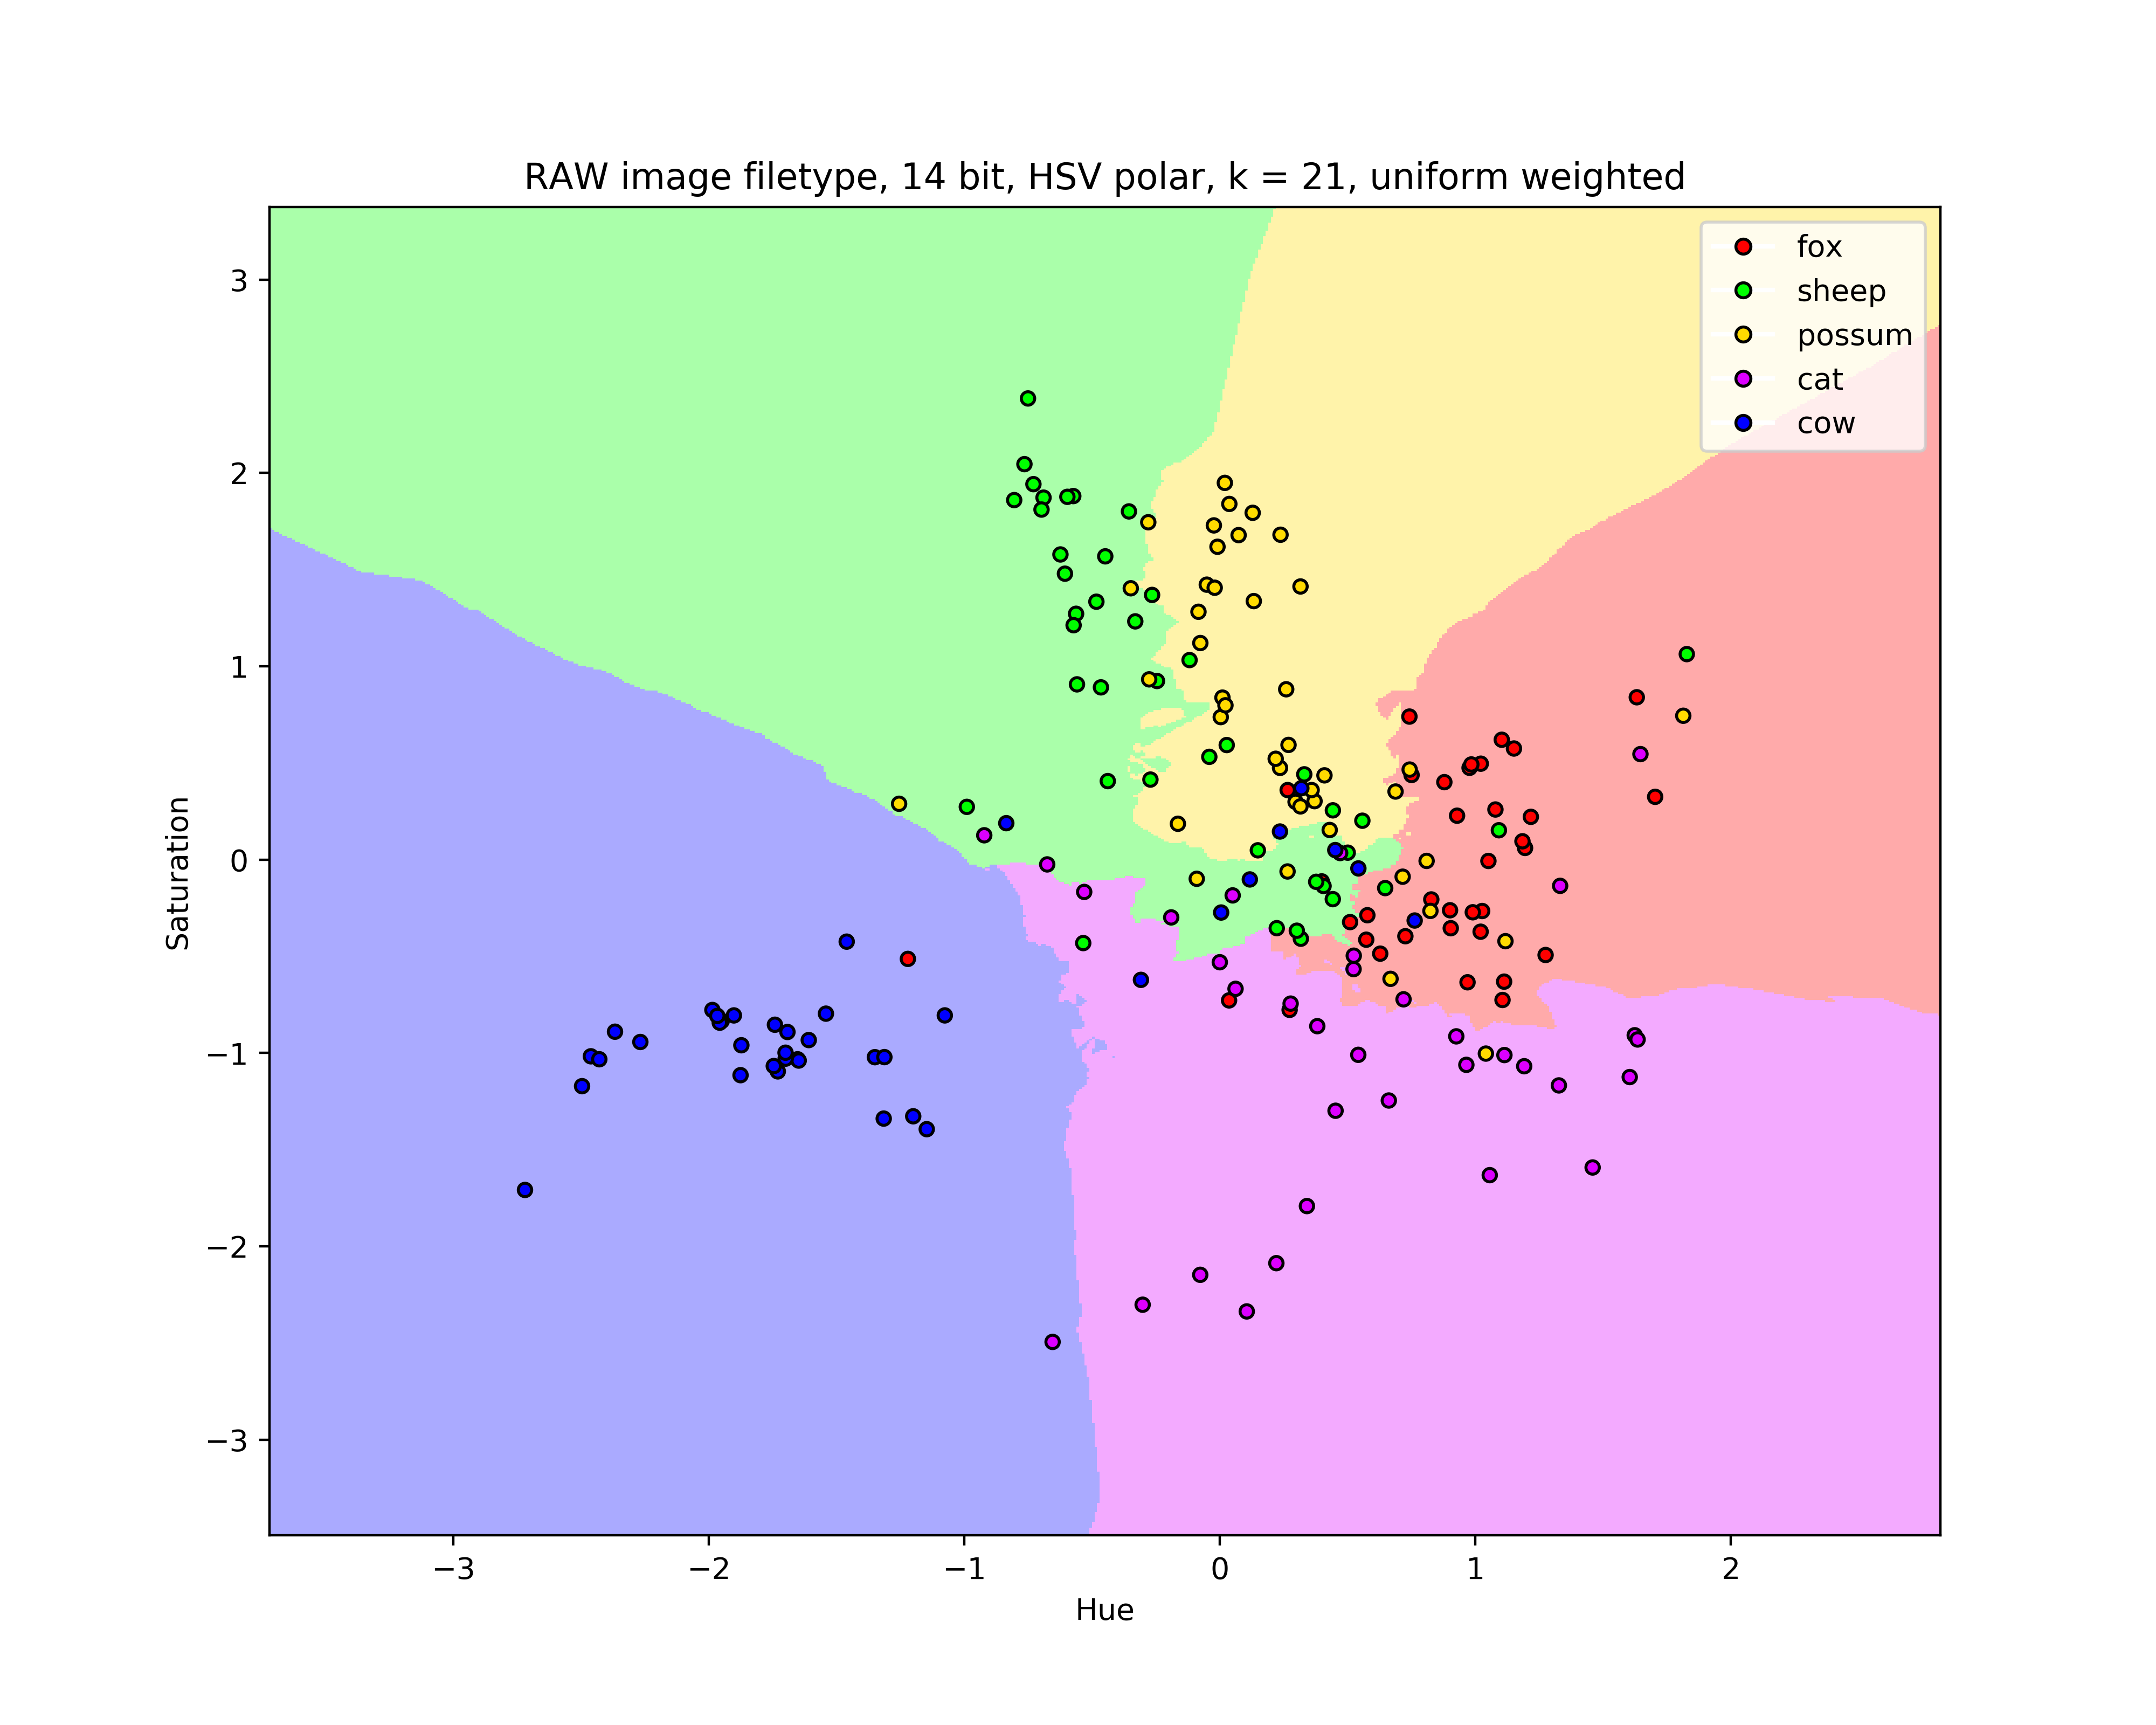 RAW image filetype, 14 bit, HSV polar, k = 21, uniform weighted
fox
sheep
possum
cat
cow
3
2
1
0
−1
−2
−3
Saturation
−3
−2
−1
0
1
2
Hue